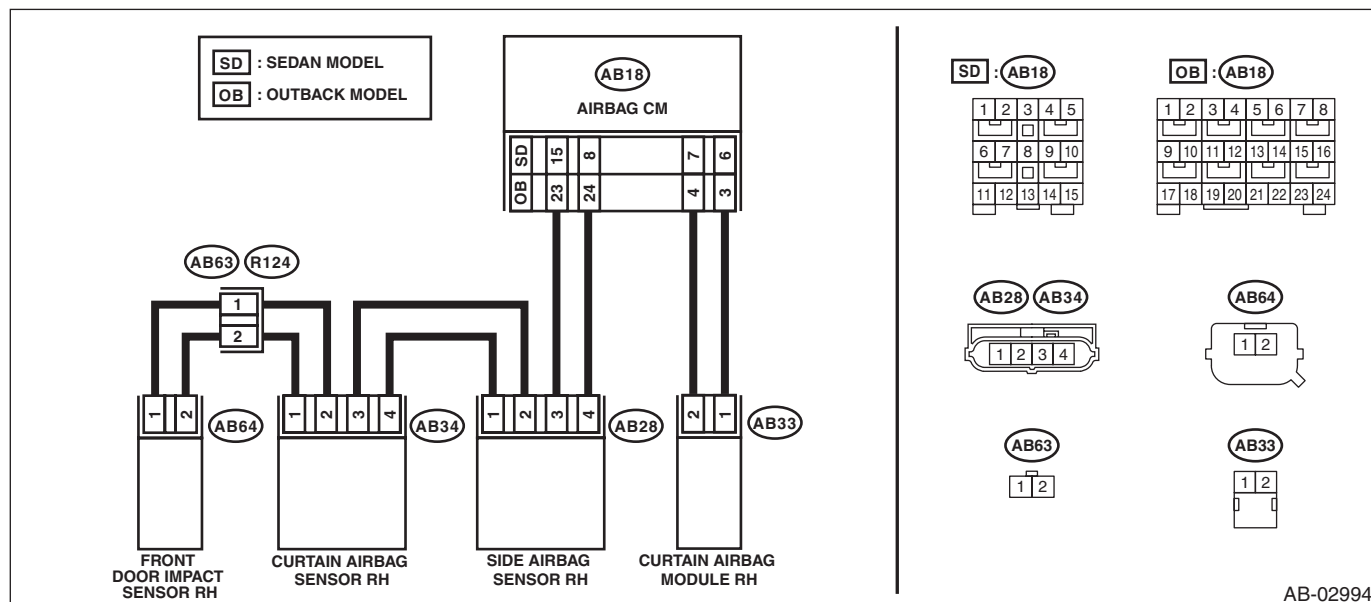 SD : SEDAN MODEL
OB : OUTBACK MODEL
AB18
AIRBAG CM
SD 15 8 7 6
OB 23 24 4 3
AB63 R124
1
2
1 2 AB64
1 2 3 4 AB34
1 2 3 4 AB28
2 1 AB33
FRONT
DOOR IMPACT
SENSOR RH
CURTAIN AIRBAG
SENSOR RH
SIDE AIRBAG
SENSOR RH
CURTAIN AIRBAG
MODULE RH
SD : AB18
1 2 3 4 5
6 7 8 9 10
11 12 13 14 15
OB : AB18
1 2 3 4 5 6 7 8
9 10 11 12 13 14 15 16
17 18 19 20 21 22 23 24
AB28 AB34
1 2 3 4
AB64
1 2
AB63
1 2
AB33
1 2
AB-02994